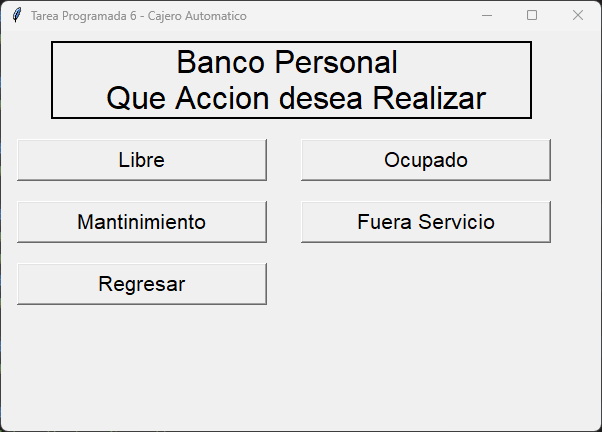 Tarea Programada 6 - Cajero Automatico
Banco Personal
Que Accion desea Realizar
Libre
Ocupado
Mantinimiento
Fuera Servicio
Regresar